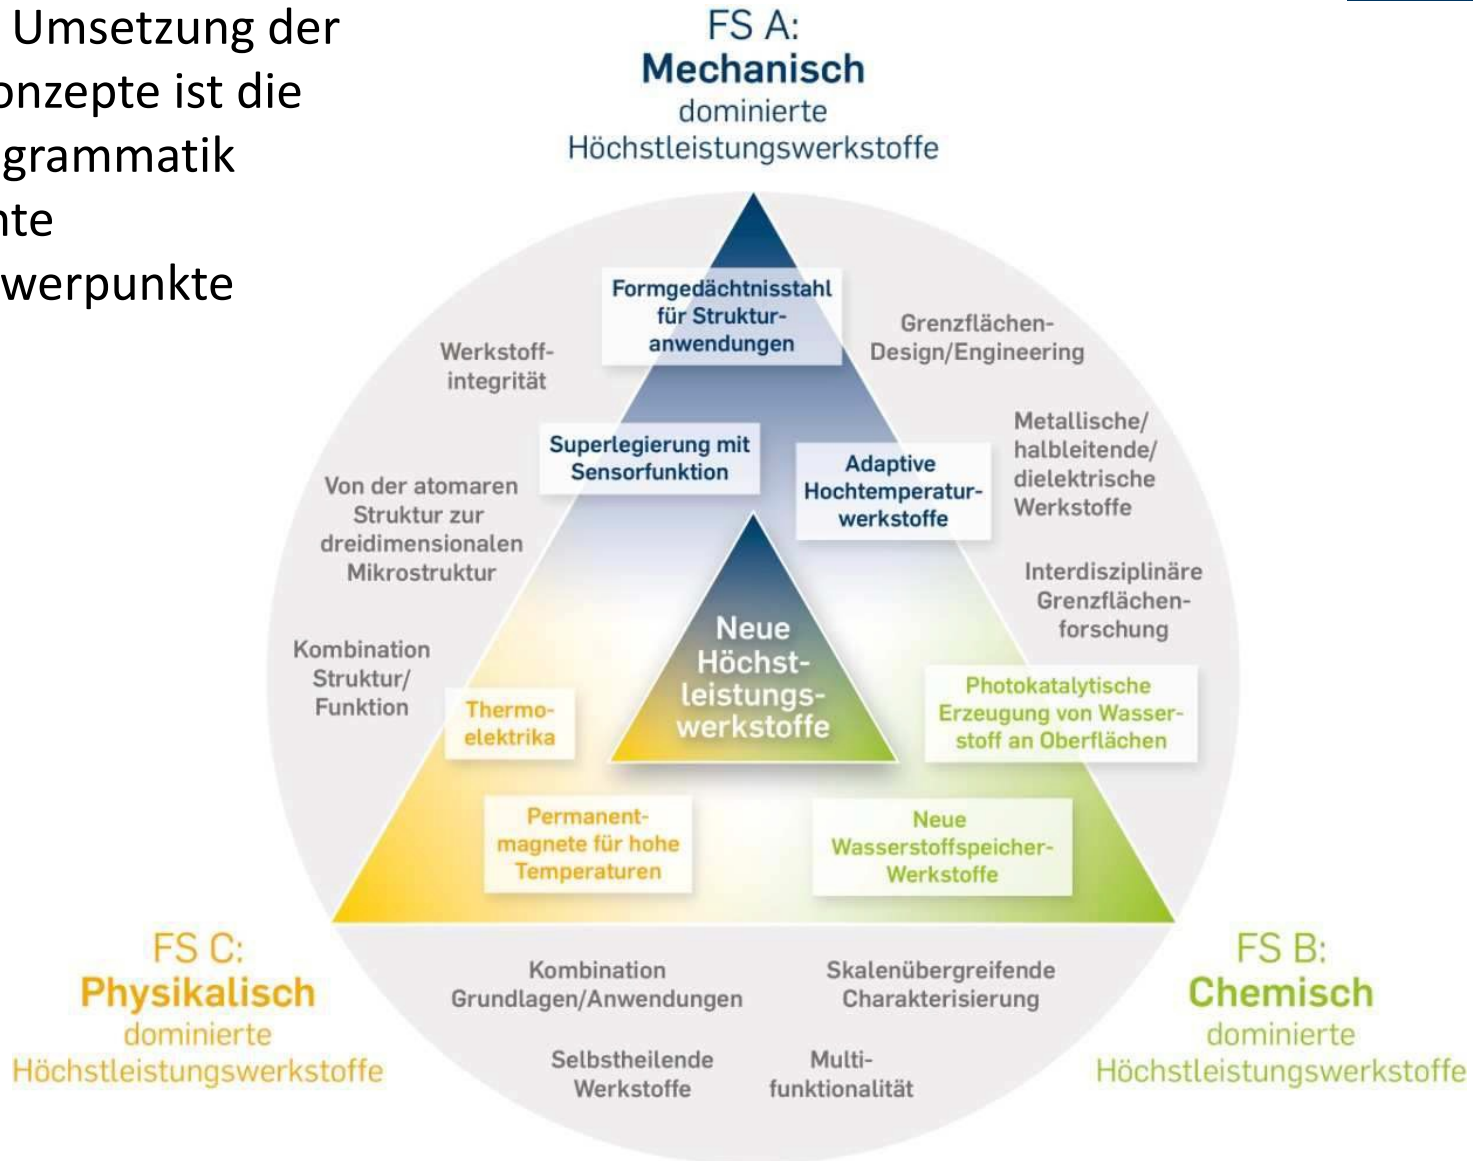 Umsetzung der
onzepte ist die
grammatik
nte
werpunkte
FS A:
Mechanisch
dominierte
Höchstleistungswerkstoffe
Formgedächtnisstahl
für Struktur-
anwendungen
Werkstoff-
integrität
Grenzflächen-
Design/Engineering
Superlegierung mit
Sensorfunktion
Adaptive
Hochtemperatur-
werkstoffe
Metallische/
halbleitende/
dielektrische
Werkstoffe
Von der atomaren
Struktur zur
dreidimensionalen
Mikrostruktur
Interdisziplinäre
Grenzflächen-
forschung
Kombination
Struktur/
Funktion
Neue
Höchst-
leistungs-
werkstoffe
Thermo-
elektrika
Photokatalytische
Erzeugung von Wasser-
stoff an Oberflächen
Permanent-
magnete für hohe
Temperaturen
Neue
Wasserstoffspeicher-
Werkstoffe
FS C:
Physikalisch
dominierte
Höchstleistungswerkstoffe
Kombination
Grundlagen/Anwendungen
Skalenübergreifende
Charakterisierung
Selbstheilende
Werkstoffe
Multi-
funktionalität
FS B:
Chemisch
dominierte
Höchstleistungswerkstoffe